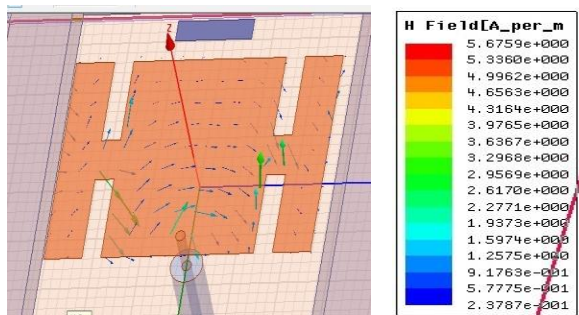 Z
H Field[A_per_m
5.6759e+000
5.3360e+000
4.9962e+000
4.6563e+000
4.3164e+000
3.9765e+000
3.6367e+000
3.2968e+000
2.9569e+000
2.6170e+000
2.2771e+000
1.9373e+000
1.5974e+000
1.2575e+000
9.1763e-001
5.7775e-001
2.3787e-001